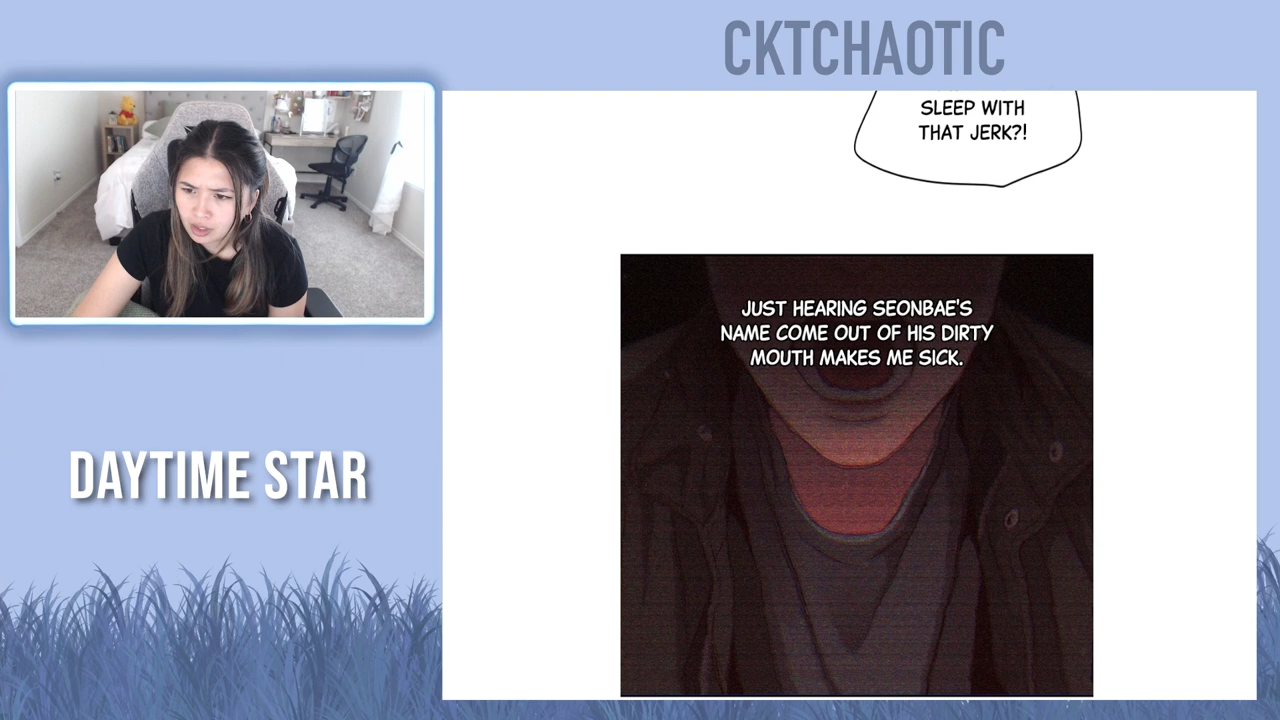 CKTCHAOTIC
SLEEP WITH
THAT JERK?!
JUST HEARING SEONBAE'S
NAME COME OUT OF HIS DIRTY
MOUTH MAKES ME SICK.
DAYTIME STAR